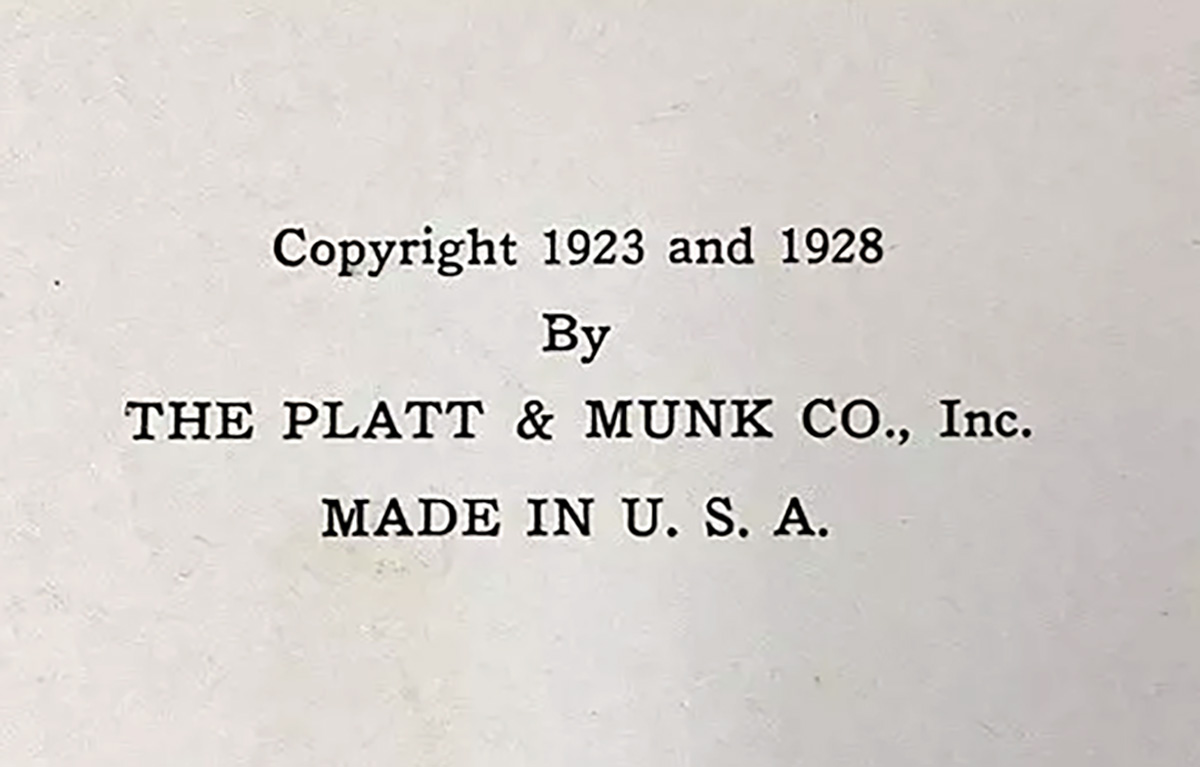 Copyright 1923 and 1928
By
THE PLATT & MUNK CO., Inc.
MADE IN U. S. A.